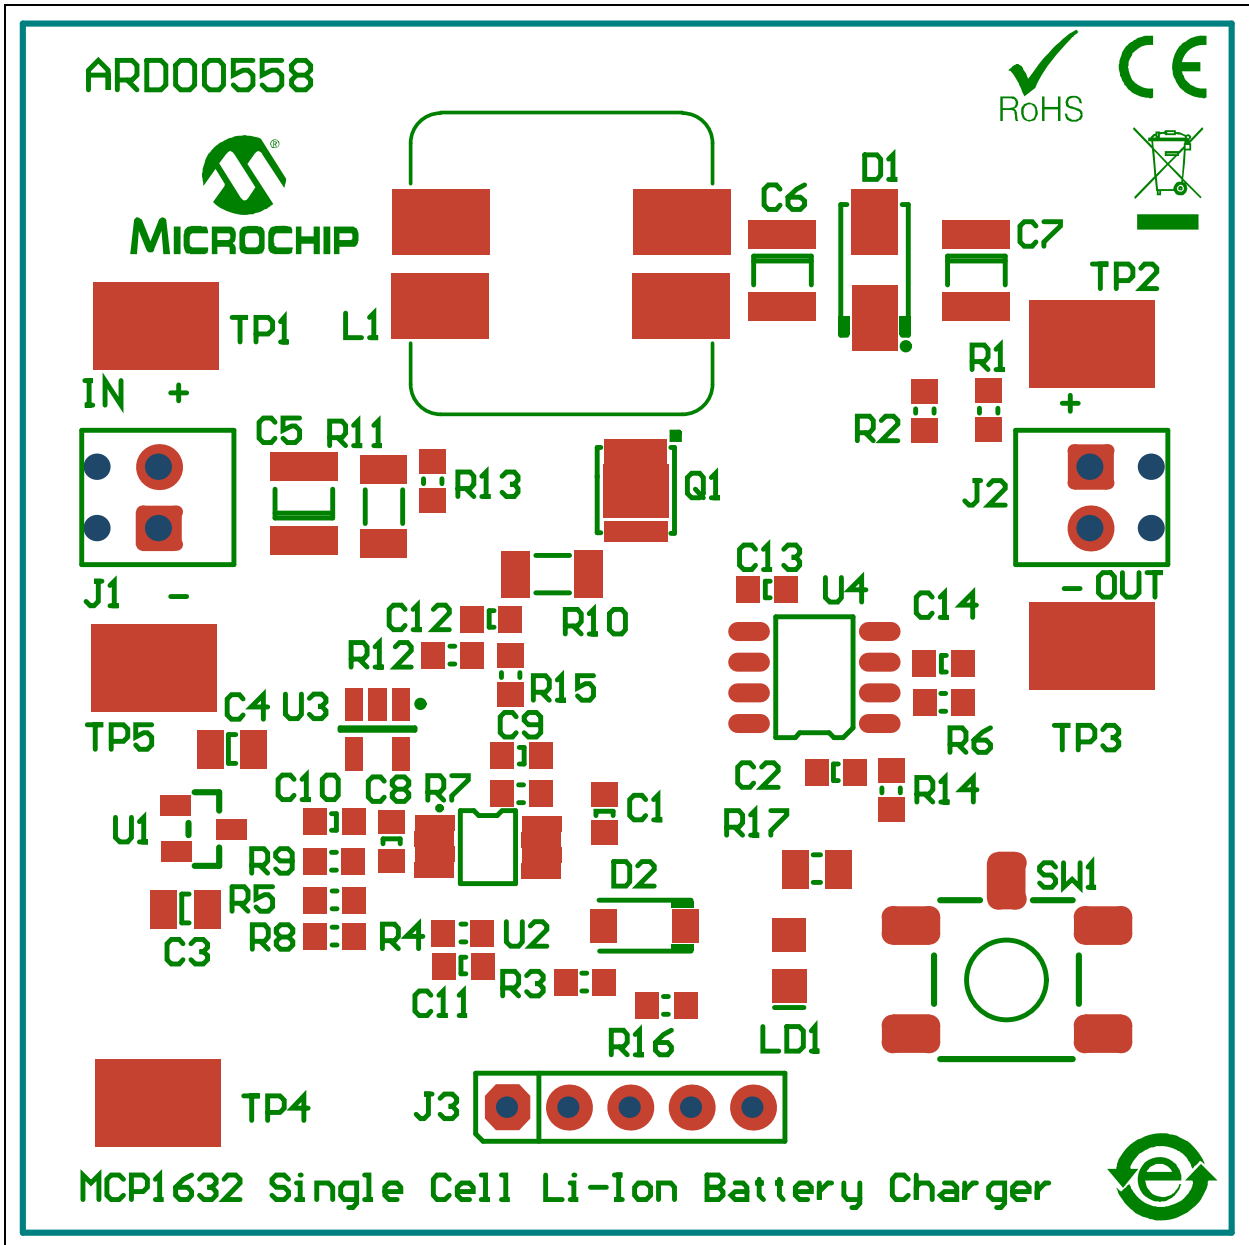 ARD00558
RoHS
CE
®
MICROCHIP
D1
C6
C7
TP2
TP1
L1
R1
IN +
+
C5
R11
R2
R13
Q1
J2
C13
J1
-
U4
- OUT
C14
C12
R10
R12
R15
C4
U3
C9
TP5
R6
TP3
C10
C8
R7
C2
R14
U1
C1
R17
R9
D2
SW1
R5
R8
R4
U2
C3
R3
C11
R16
LD1
TP4
J3
MCP1632 Single Cell Li-Ion Battery Charger
e